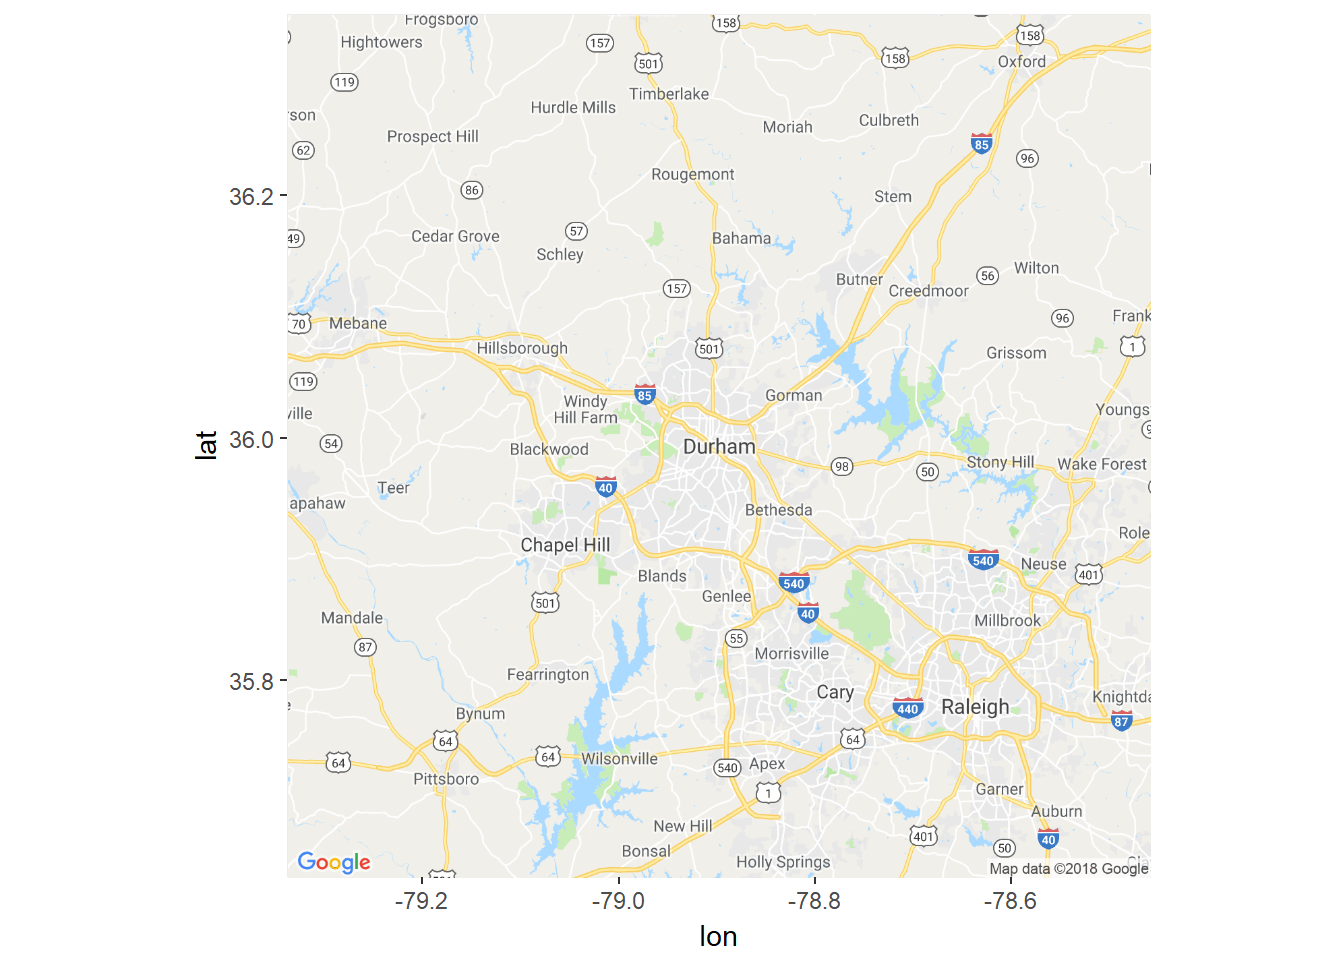 Frogsboro
158
158
Hightowers
157
501
158
Oxford
119
Timberlake
Hurdle Mills
Culbreth
rson
Moriah
Prospect Hill
85
62
96
Rougemont
86
36.2
Stem
57
49
Cedar Grove
Bahama
Schley
Wilton
56
Butner
157
Creedmoor
70
Mebane
96
Frank
Hillsborough
501
1
Grissom
119
85
Gorman
Windy
Hill Farm
ville
Youngs
54
36.0
lat
Durham
9
Blackwood
98
50
Stony Hill
Wake Forest
Teer
40
apahaw
Bethesda
Role
Chapel Hill
540
Neuse
401
Blands
540
Genlee
501
40
Mandale
Millbrook
87
55
Morrisville
Fearrington
35.8
e
Cary
Knightda
440
Raleigh
Bynum
87
64
64
64
64
Wilsonville
540
Apex
Pittsboro
1
Garner
Auburn
New Hill
401
40
Bonsal
50
Holly Springs
Google
Map data ©2018 Google
-79.2
-79.0
-78.8
-78.6
lon